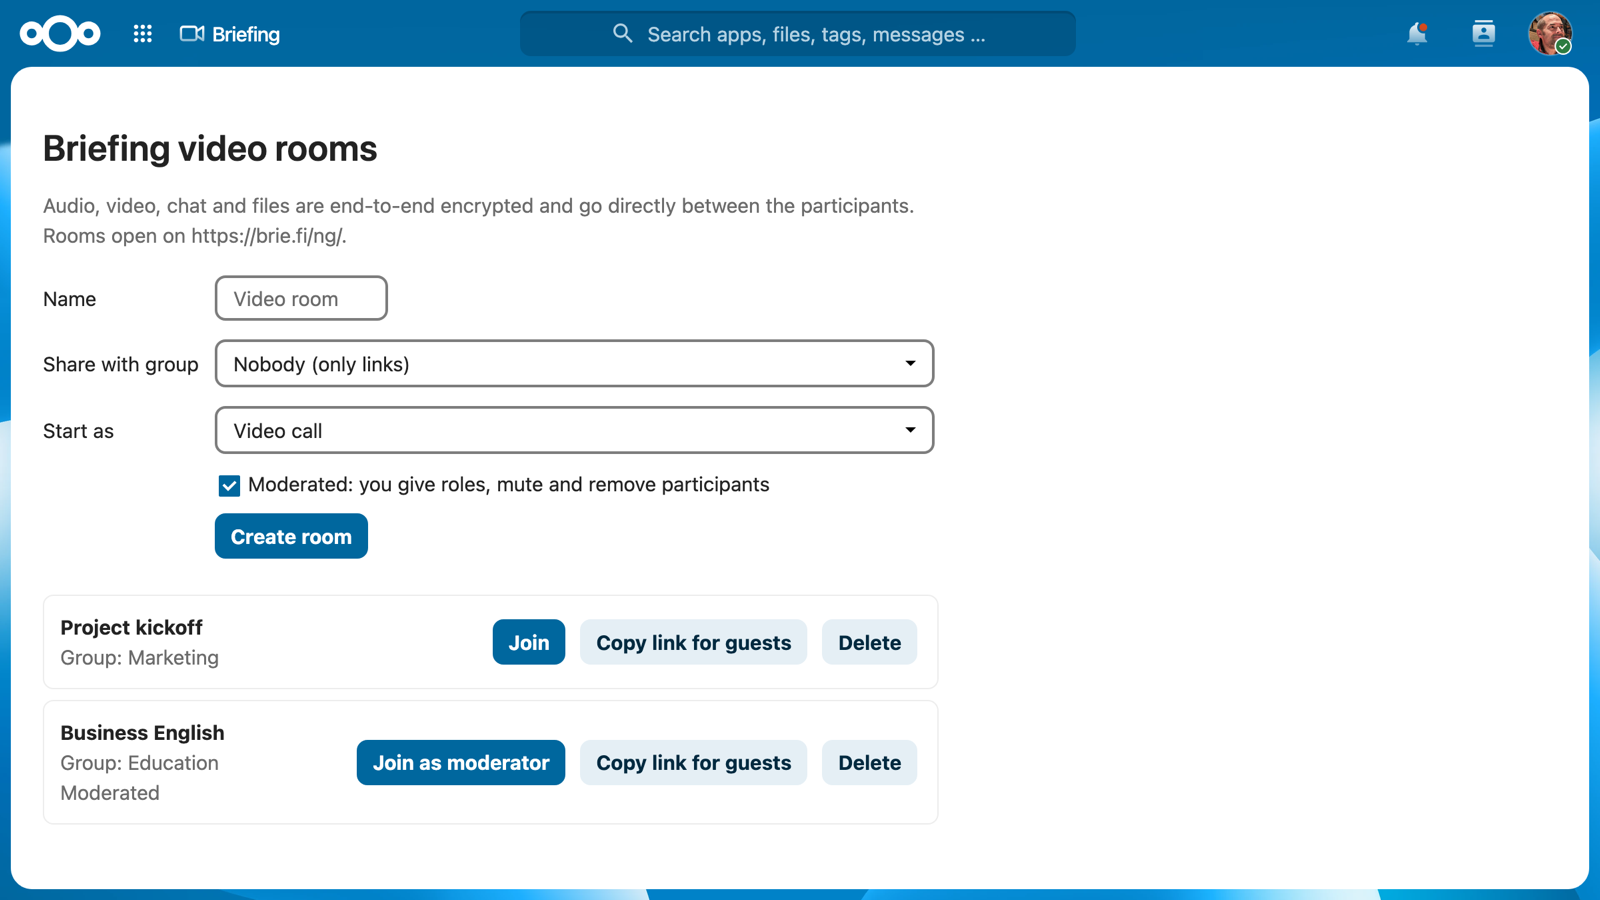 Briefing
Search apps, files, tags, messages ...
Briefing video rooms
Audio, video, chat and files are end-to-end encrypted and go directly between the participants.
Rooms open on https://brie.fi/ng/.
Name
Video room
Share with group
Nobody (only links)
Start as
Video call
Moderated: you give roles, mute and remove participants
Create room
Project kickoff
Group: Marketing
Join
Copy link for guests
Delete
Business English
Group: Education
Moderated
Join as moderator
Copy link for guests
Delete